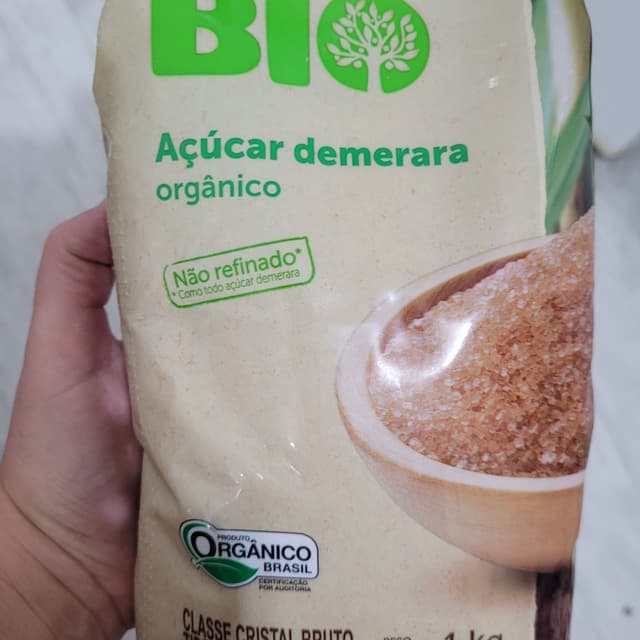 BIO
Açúcar demerara
orgânico
Não refinado*
*Como todo açúcar demerara
PRODUTO
ORGÂNICO
BRASIL
CERTIFICAÇÃO
POR AUDITORIA
CLASSE CRISTAL BRUTO
PESO
1 kg